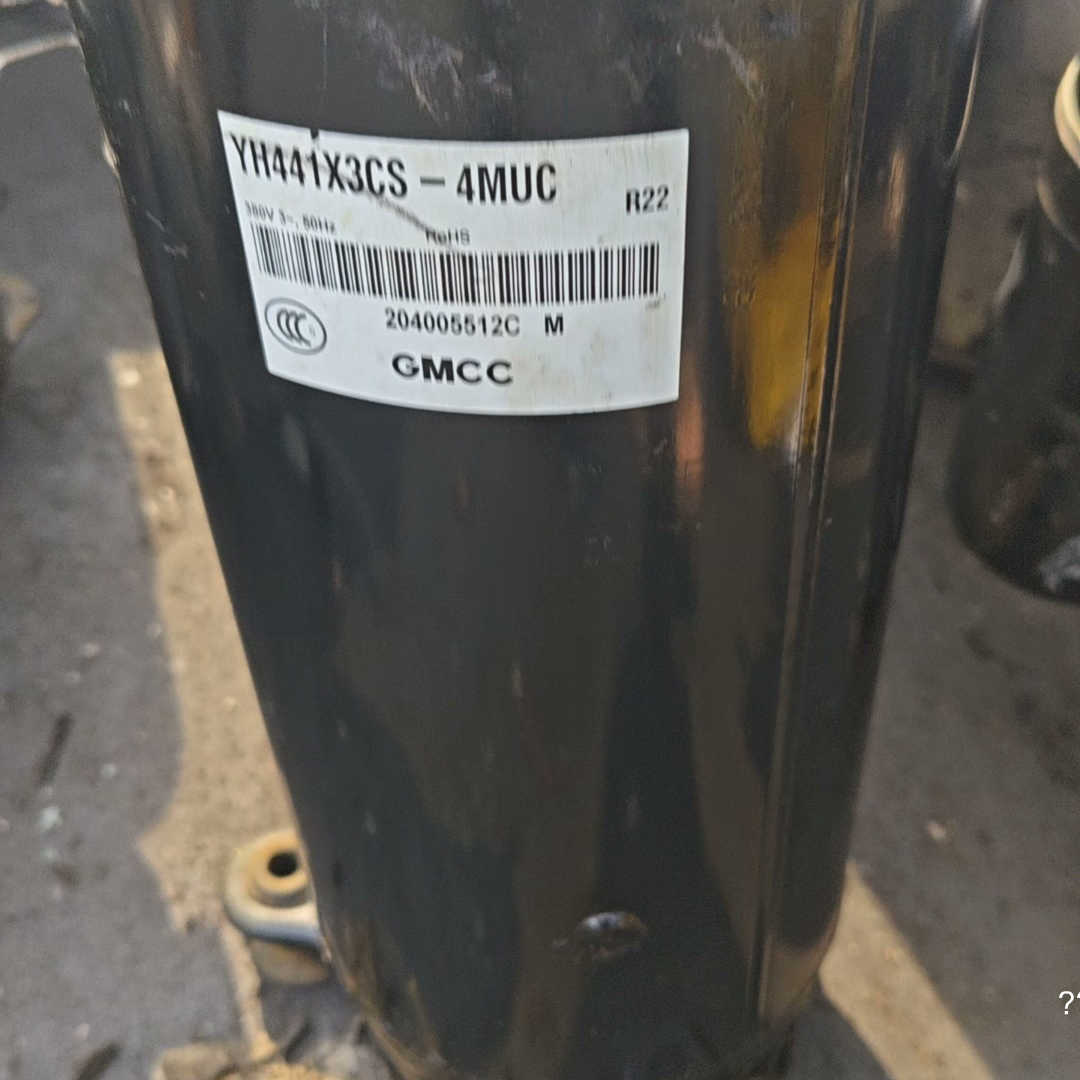 YH441X3CS - 4MUC
R22
380V 3~, 50Hz
RoHS
204005512C M
GMCC
??